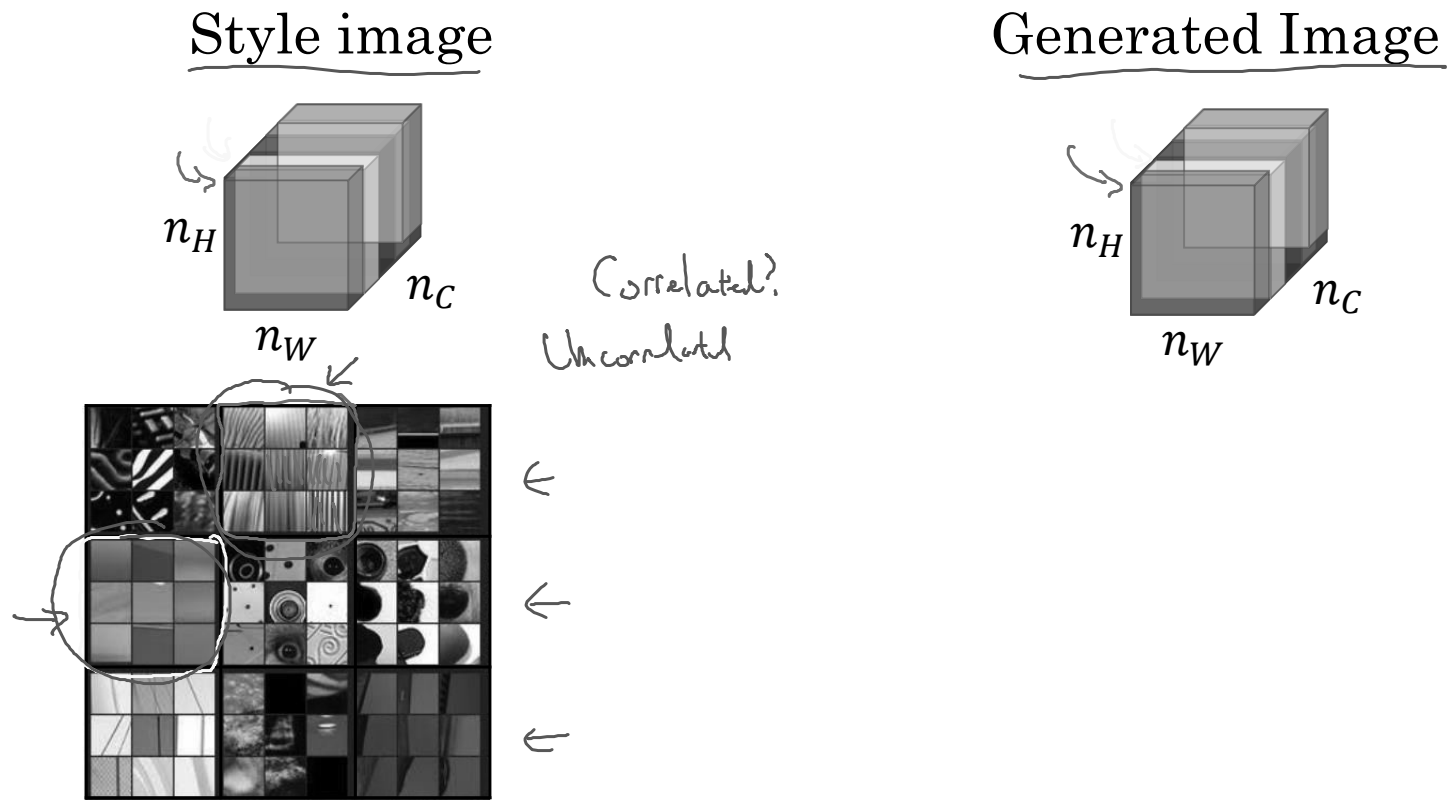 Style image
Generated Image
n_H
n_C
n_W
n_H
n_C
n_W
Correlated?
Uncorrelated